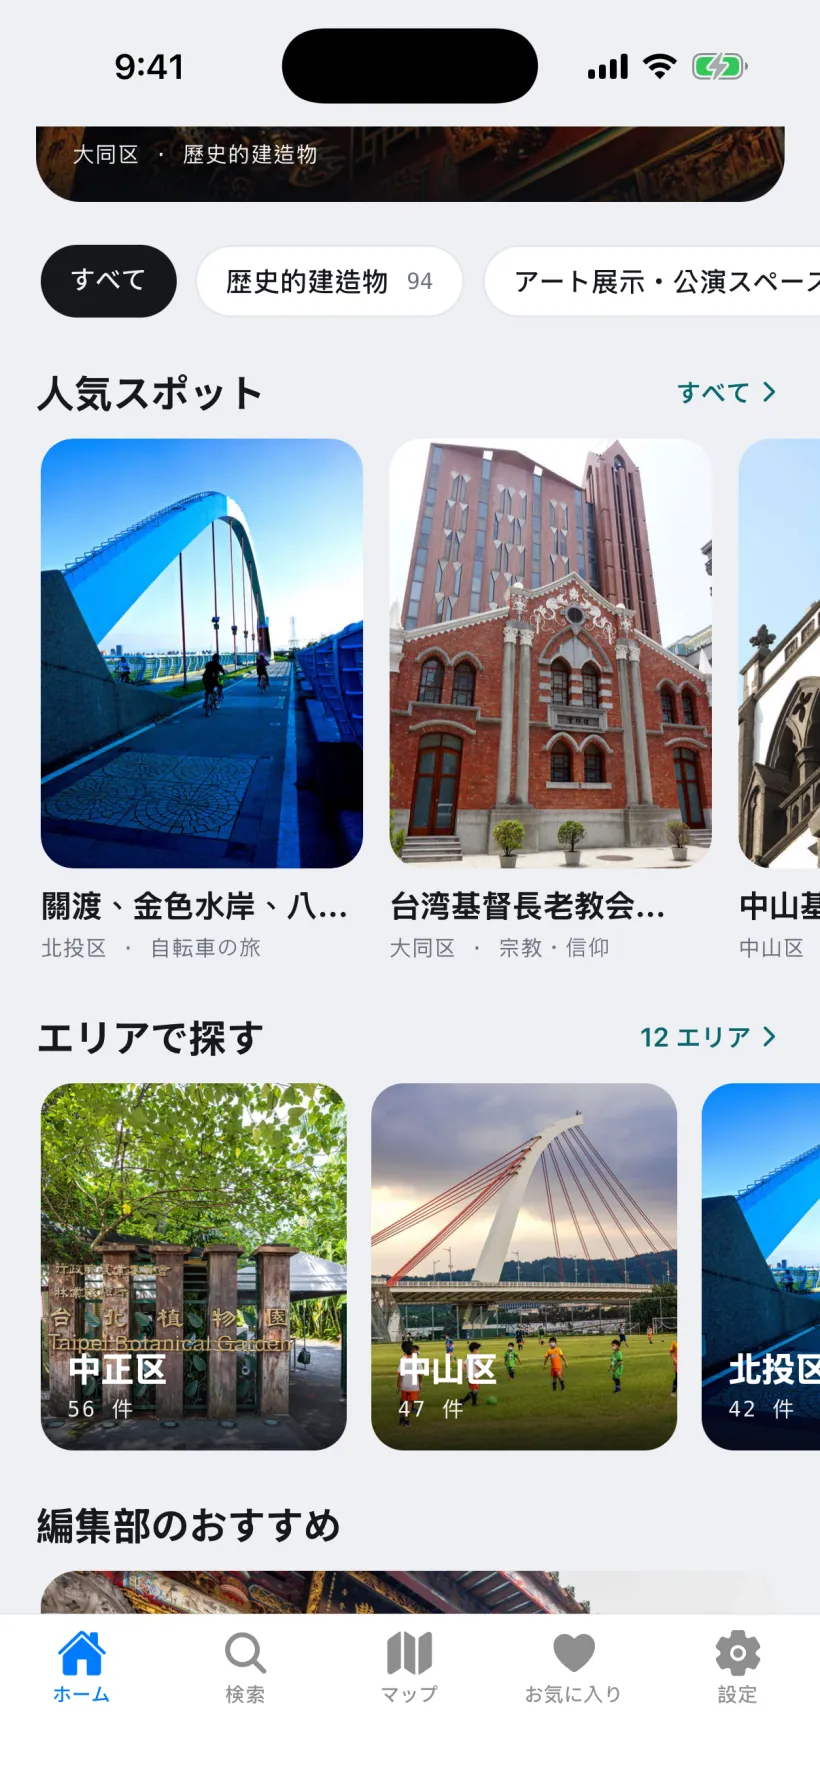 9:41
大同区 · 歷史的建造物
すべて
歴史的建造物 94
アート展示・公演スペース
人気スポット
すべて
關渡、金色水岸、八...
北投区 · 自転車の旅
台湾基督長老教会...
大同区 · 宗教・信仰
中山基
中山区
エリアで探す
12 エリア
台北植物園
Taipei Botanical Garden
中正区
56 件
中山区
47 件
北投区
42 件
編集部のおすすめ
ホーム
検索
マップ
お気に入り
設定